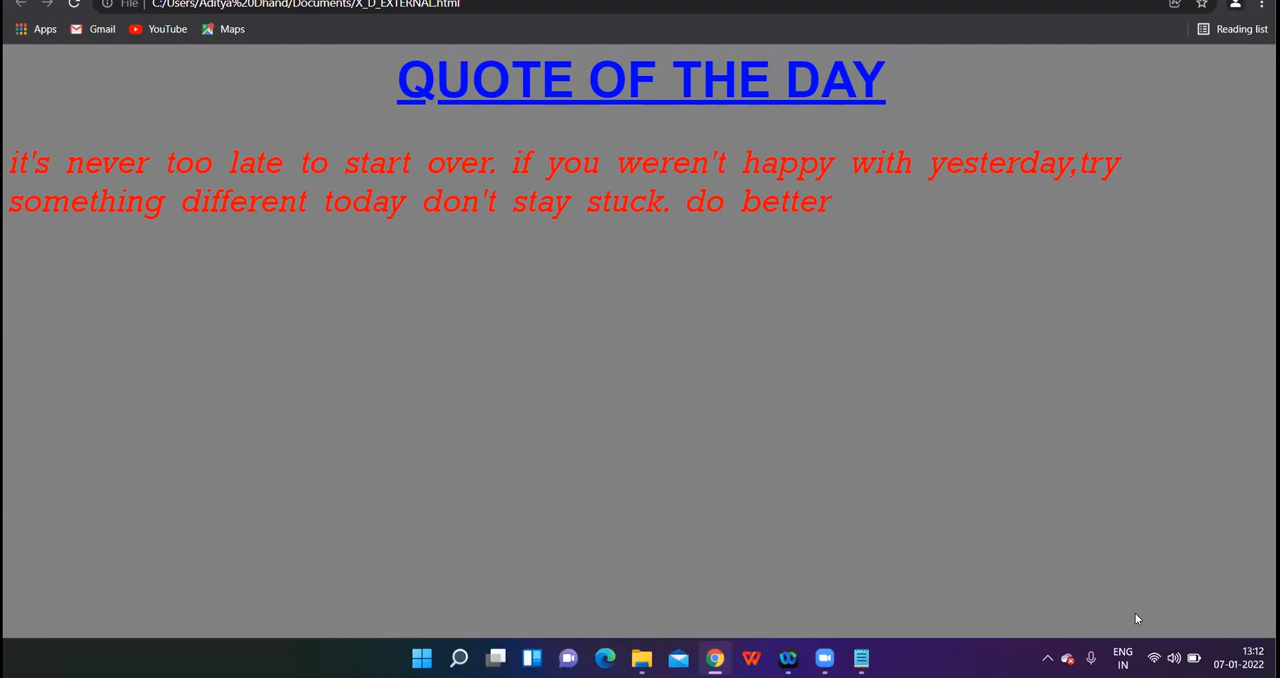 File
C:/Users/Aditya%20Dhand/Documents/X_D_EXTERNAL.html
Apps Gmail YouTube Maps Reading list
QUOTE OF THE DAY
it's never too late to start over. if you weren't happy with yesterday,try
something different today don't stay stuck. do better
ENG 13:12
IN 07-01-2022